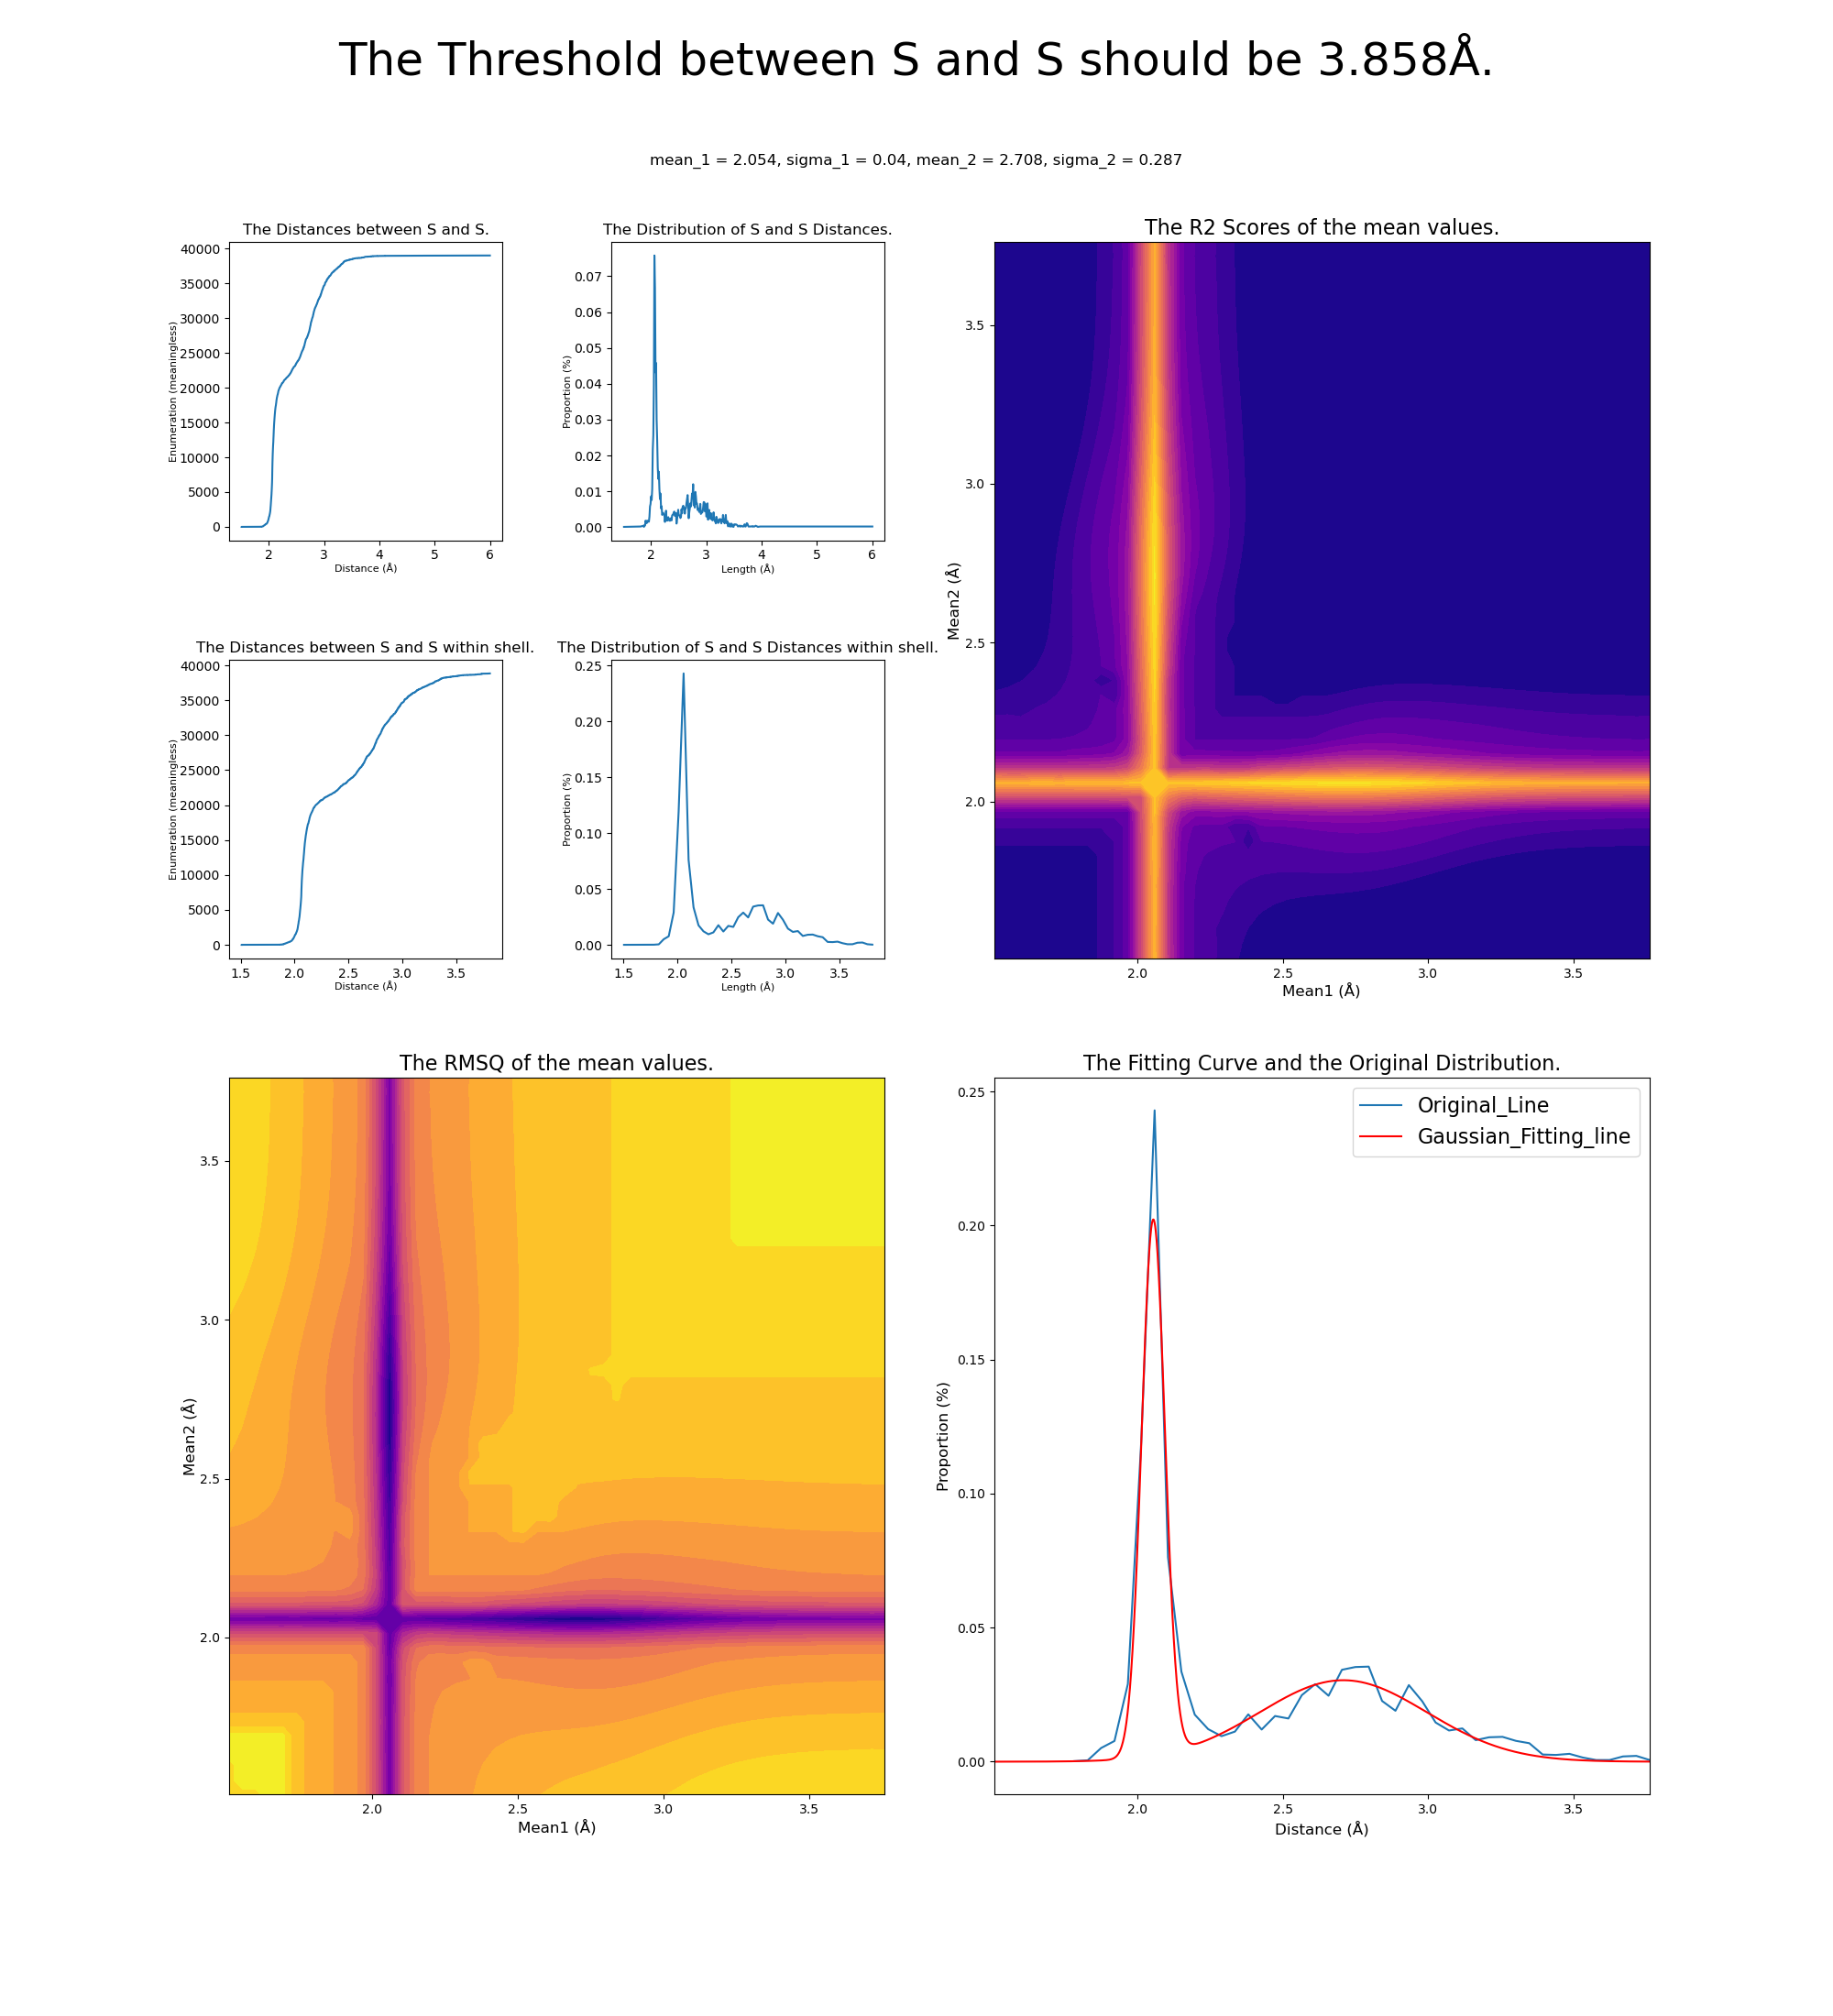 The Threshold between S and S should be 3.858Å.
mean_1 = 2.054, sigma_1 = 0.04, mean_2 = 2.708, sigma_2 = 0.287
The Distances between S and S.
40000
35000
30000
25000
20000
15000
10000
5000
0
Enumeration (meaningless)
2 3 4 5 6
Distance (Å)
The Distribution of S and S Distances.
0.07
0.06
0.05
0.04
0.03
0.02
0.01
0.00
Proportion (%)
2 3 4 5 6
Length (Å)
The R2 Scores of the mean values.
3.5
3.0
2.5
2.0
Mean2 (Å)
2.0 2.5 3.0 3.5
Mean1 (Å)
The Distances between S and S within shell.
40000
35000
30000
25000
20000
15000
10000
5000
0
Enumeration (meaningless)
1.5 2.0 2.5 3.0 3.5
Distance (Å)
The Distribution of S and S Distances within shell.
0.25
0.20
0.15
0.10
0.05
0.00
Proportion (%)
1.5 2.0 2.5 3.0 3.5
Length (Å)
The RMSQ of the mean values.
3.5
3.0
2.5
2.0
Mean2 (Å)
2.0 2.5 3.0 3.5
Mean1 (Å)
The Fitting Curve and the Original Distribution.
Original_Line
Gaussian_Fitting_line
0.25
0.20
0.15
0.10
0.05
0.00
Proportion (%)
2.0 2.5 3.0 3.5
Distance (Å)